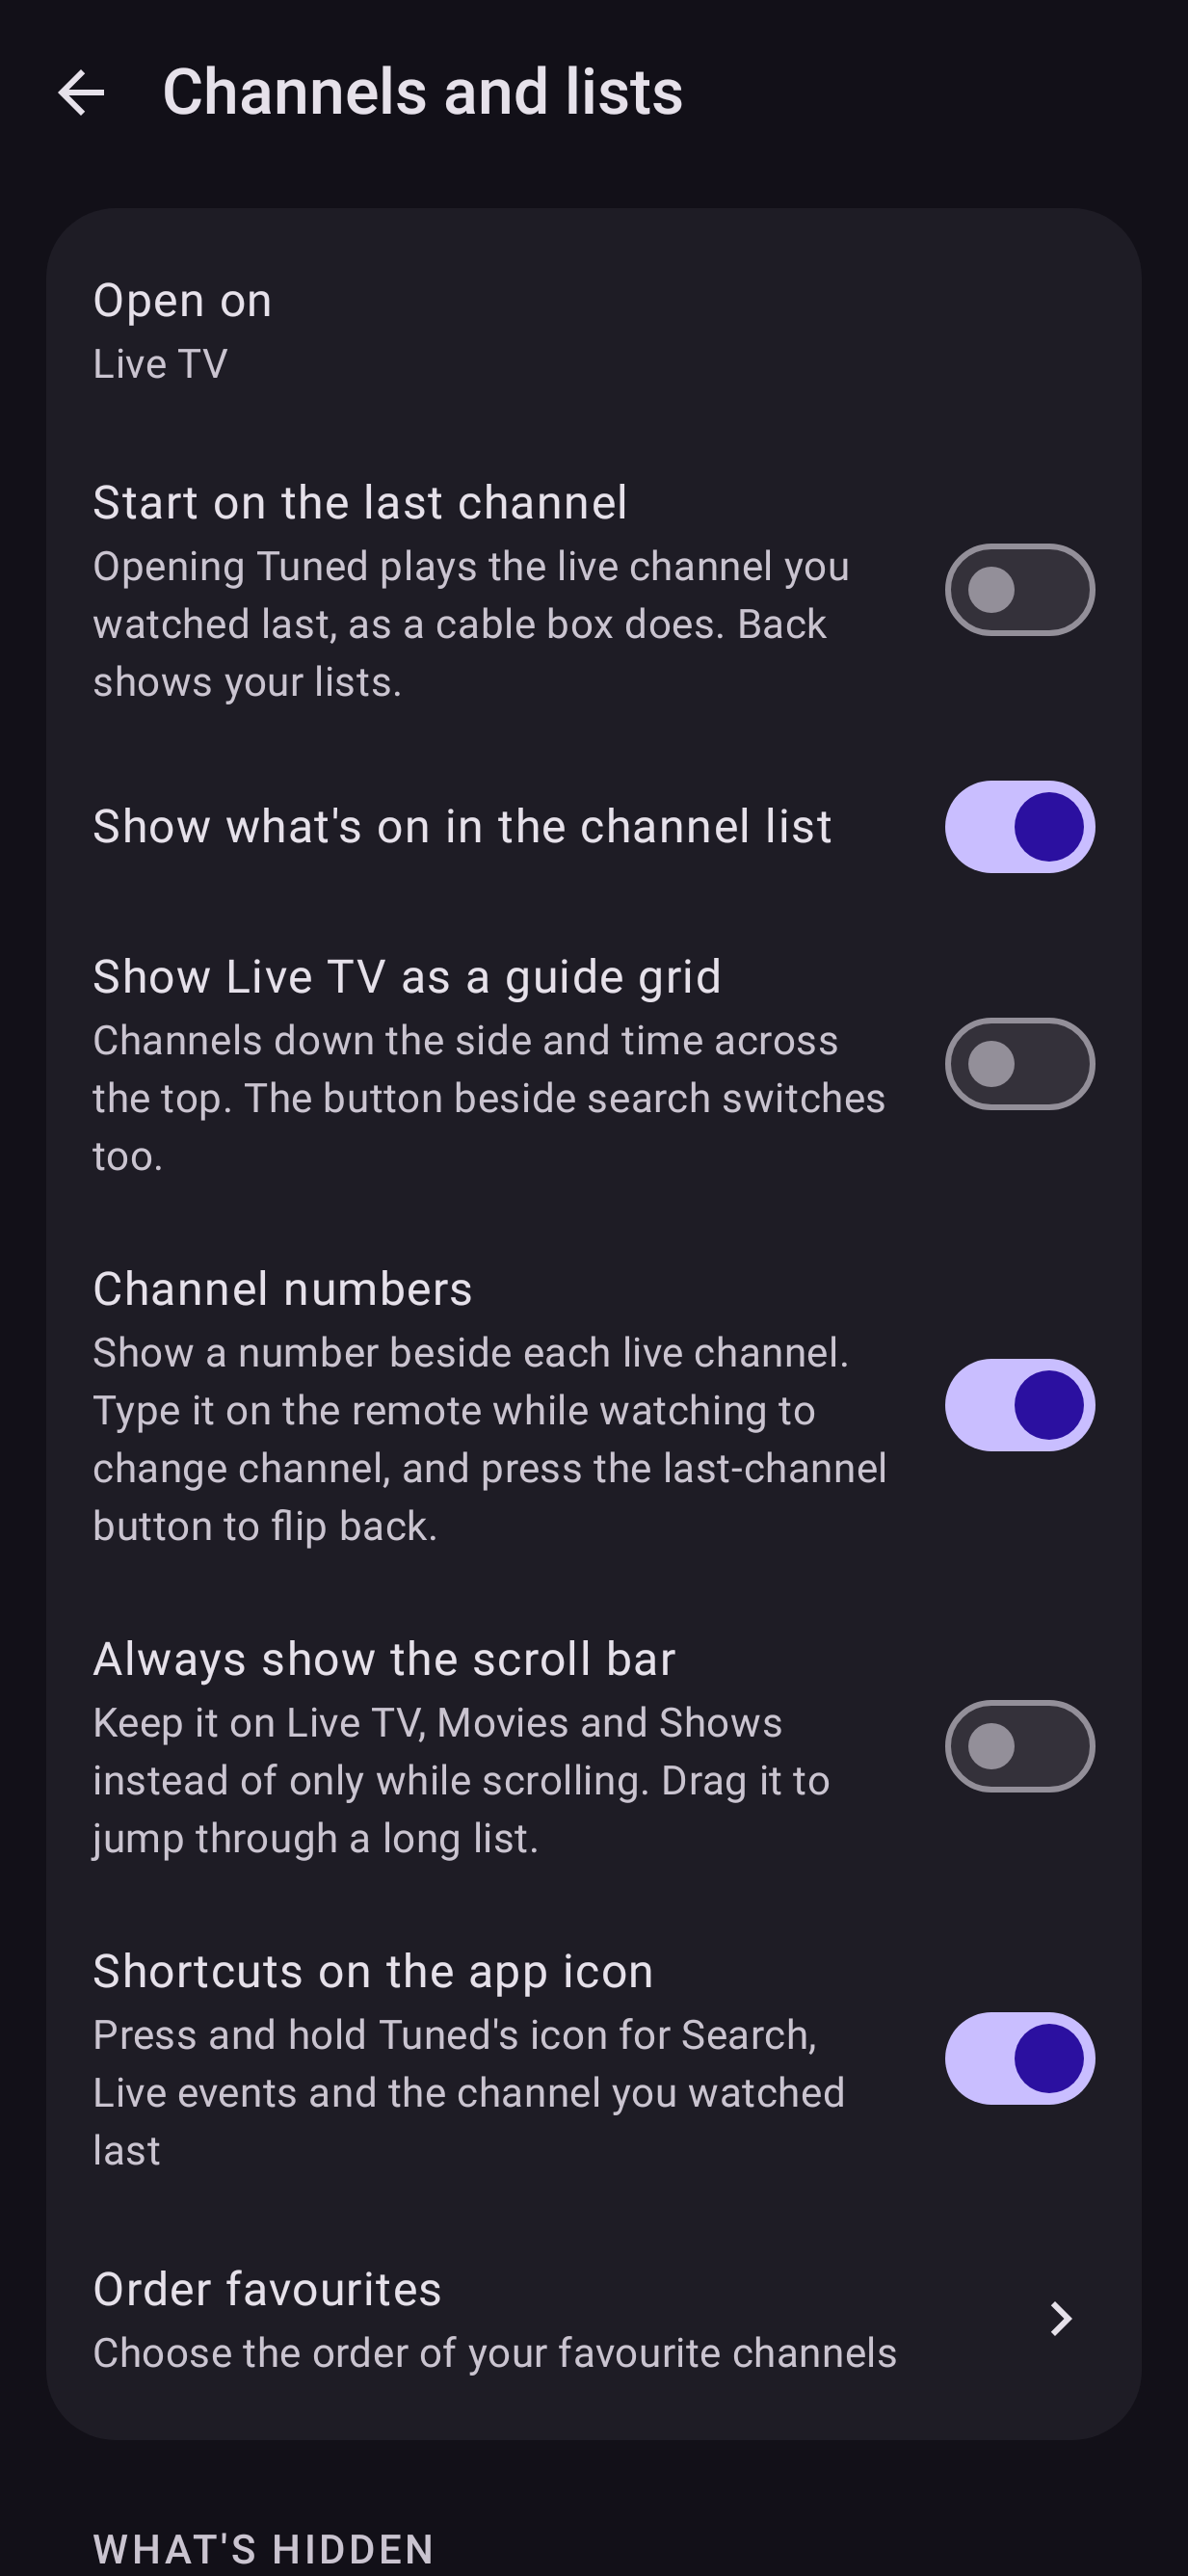 Channels and lists
Open on
Live TV
Start on the last channel
Opening Tuned plays the live channel you
watched last, as a cable box does. Back
shows your lists.
Show what's on in the channel list
Show Live TV as a guide grid
Channels down the side and time across
the top. The button beside search switches
too.
Channel numbers
Show a number beside each live channel.
Type it on the remote while watching to
change channel, and press the last-channel
button to flip back.
Always show the scroll bar
Keep it on Live TV, Movies and Shows
instead of only while scrolling. Drag it to
jump through a long list.
Shortcuts on the app icon
Press and hold Tuned's icon for Search,
Live events and the channel you watched
last
Order favourites
Choose the order of your favourite channels
WHAT'S HIDDEN